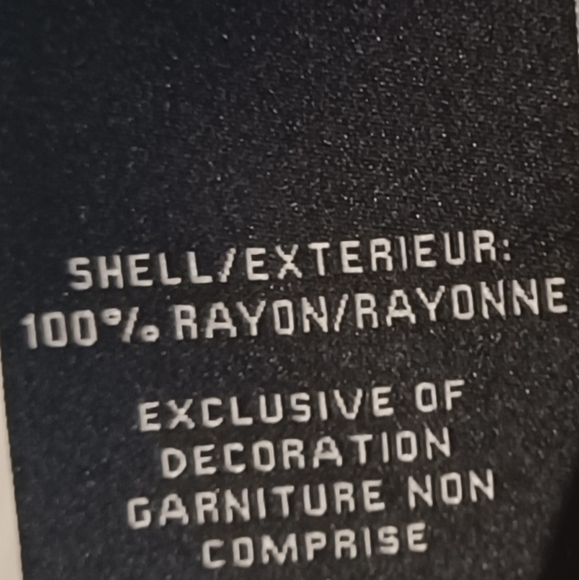 SHELL/EXTERIEUR:
100% RAYON/RAYONNE
EXCLUSIVE OF
DECORATION
GARNITURE NON
COMPRISE